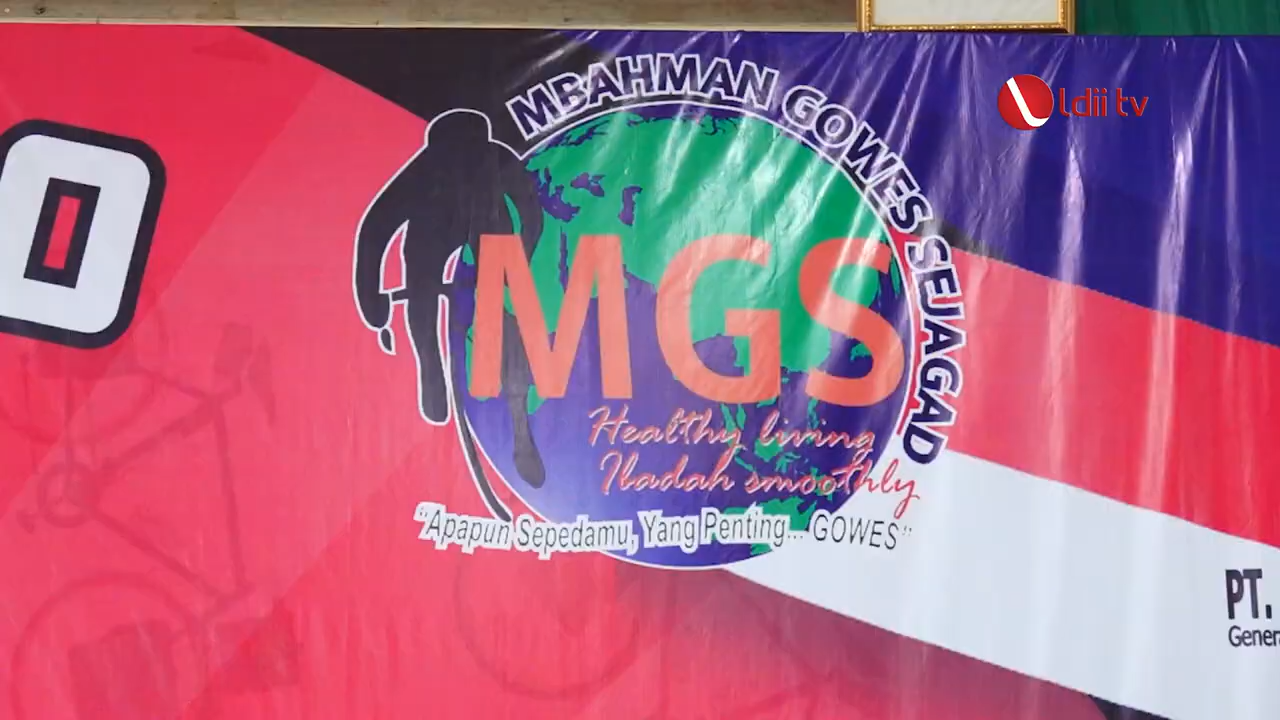 MBAHMAN GOWES SEJAGAD
ldii tv
O
MGS
Healthy living
Ibadah smoothly
"Apapun Sepedamu, Yang Penting... GOWES"
PT.